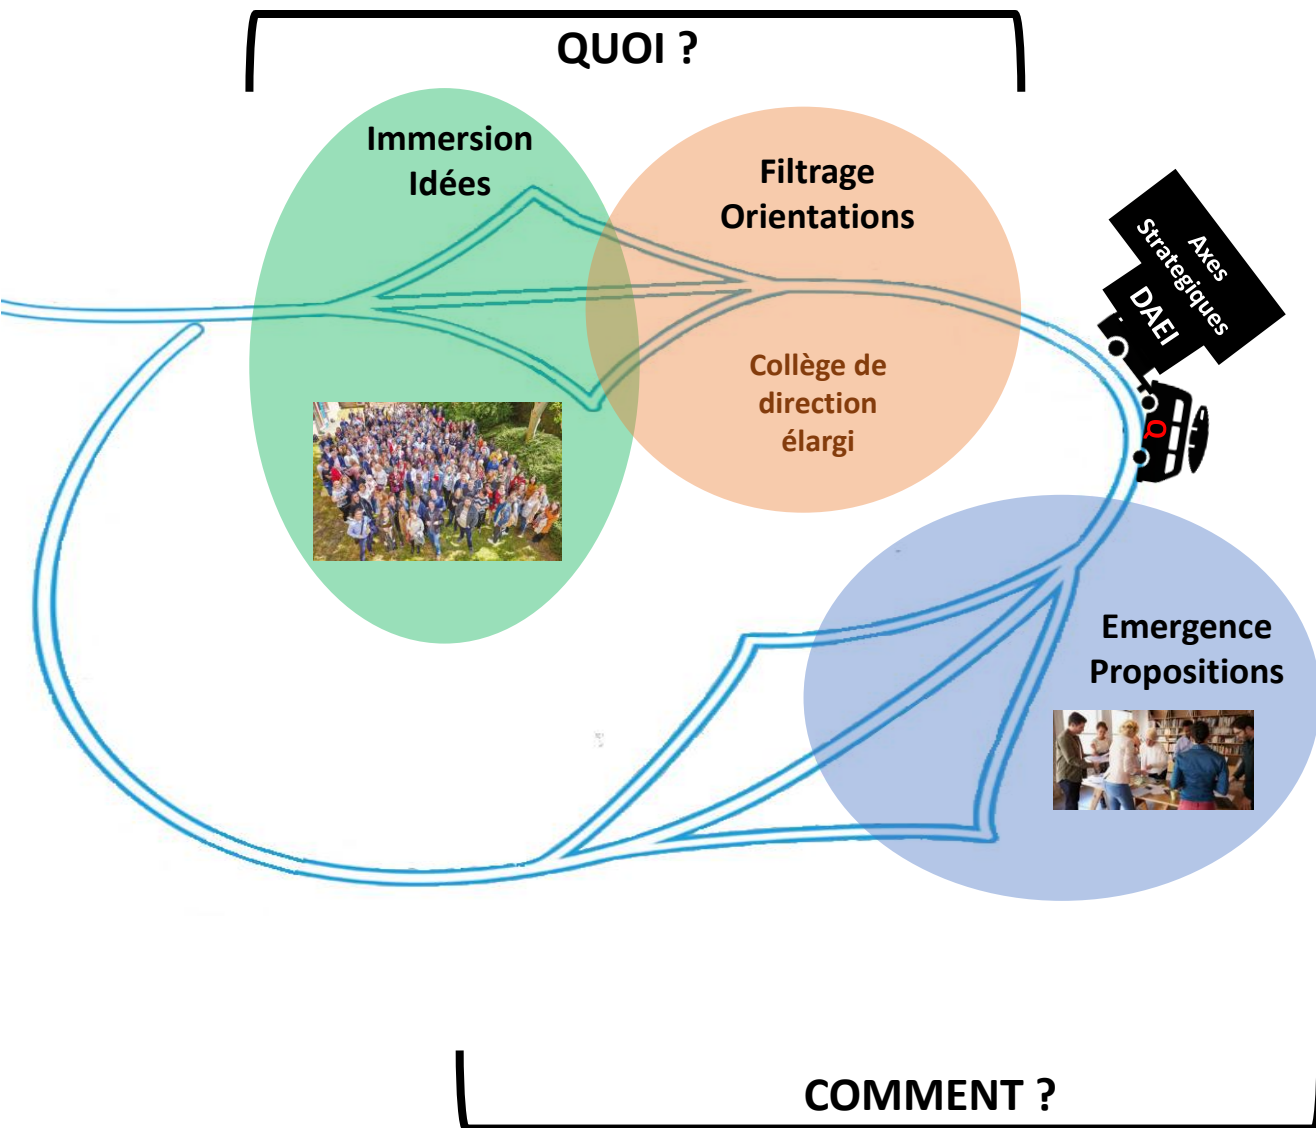 QUOI ?
Immersion
Idées
Filtrage
Orientations
Collège de
direction
élargi
Axes
Strategiques
DAEI
Q
Emergence
Propositions
COMMENT ?